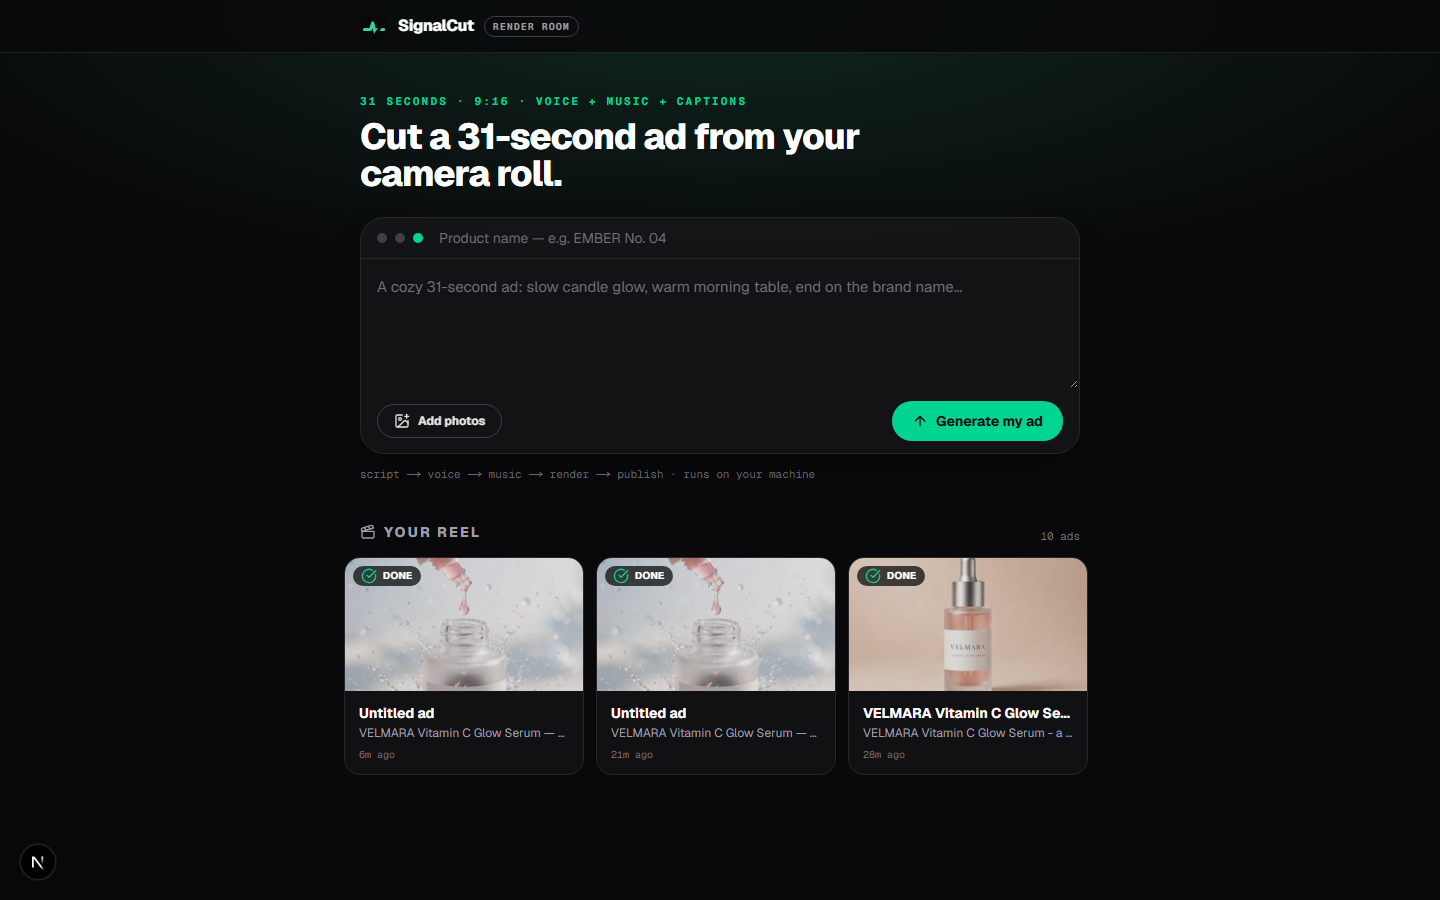 SignalCut RENDER ROOM
31 SECONDS · 9:16 · VOICE + MUSIC + CAPTIONS
Cut a 31-second ad from your
camera roll.
Product name — e.g. EMBER No. 04
A cozy 31-second ad: slow candle glow, warm morning table, end on the brand name…
Add photos
Generate my ad
script ⟶ voice ⟶ music ⟶ render ⟶ publish · runs on your machine
YOUR REEL
10 ads
DONE
DONE
DONE
VELMARA
Untitled ad
VELMARA Vitamin C Glow Serum — …
6m ago
Untitled ad
VELMARA Vitamin C Glow Serum — …
21m ago
VELMARA Vitamin C Glow Se…
VELMARA Vitamin C Glow Serum - a …
28m ago
N